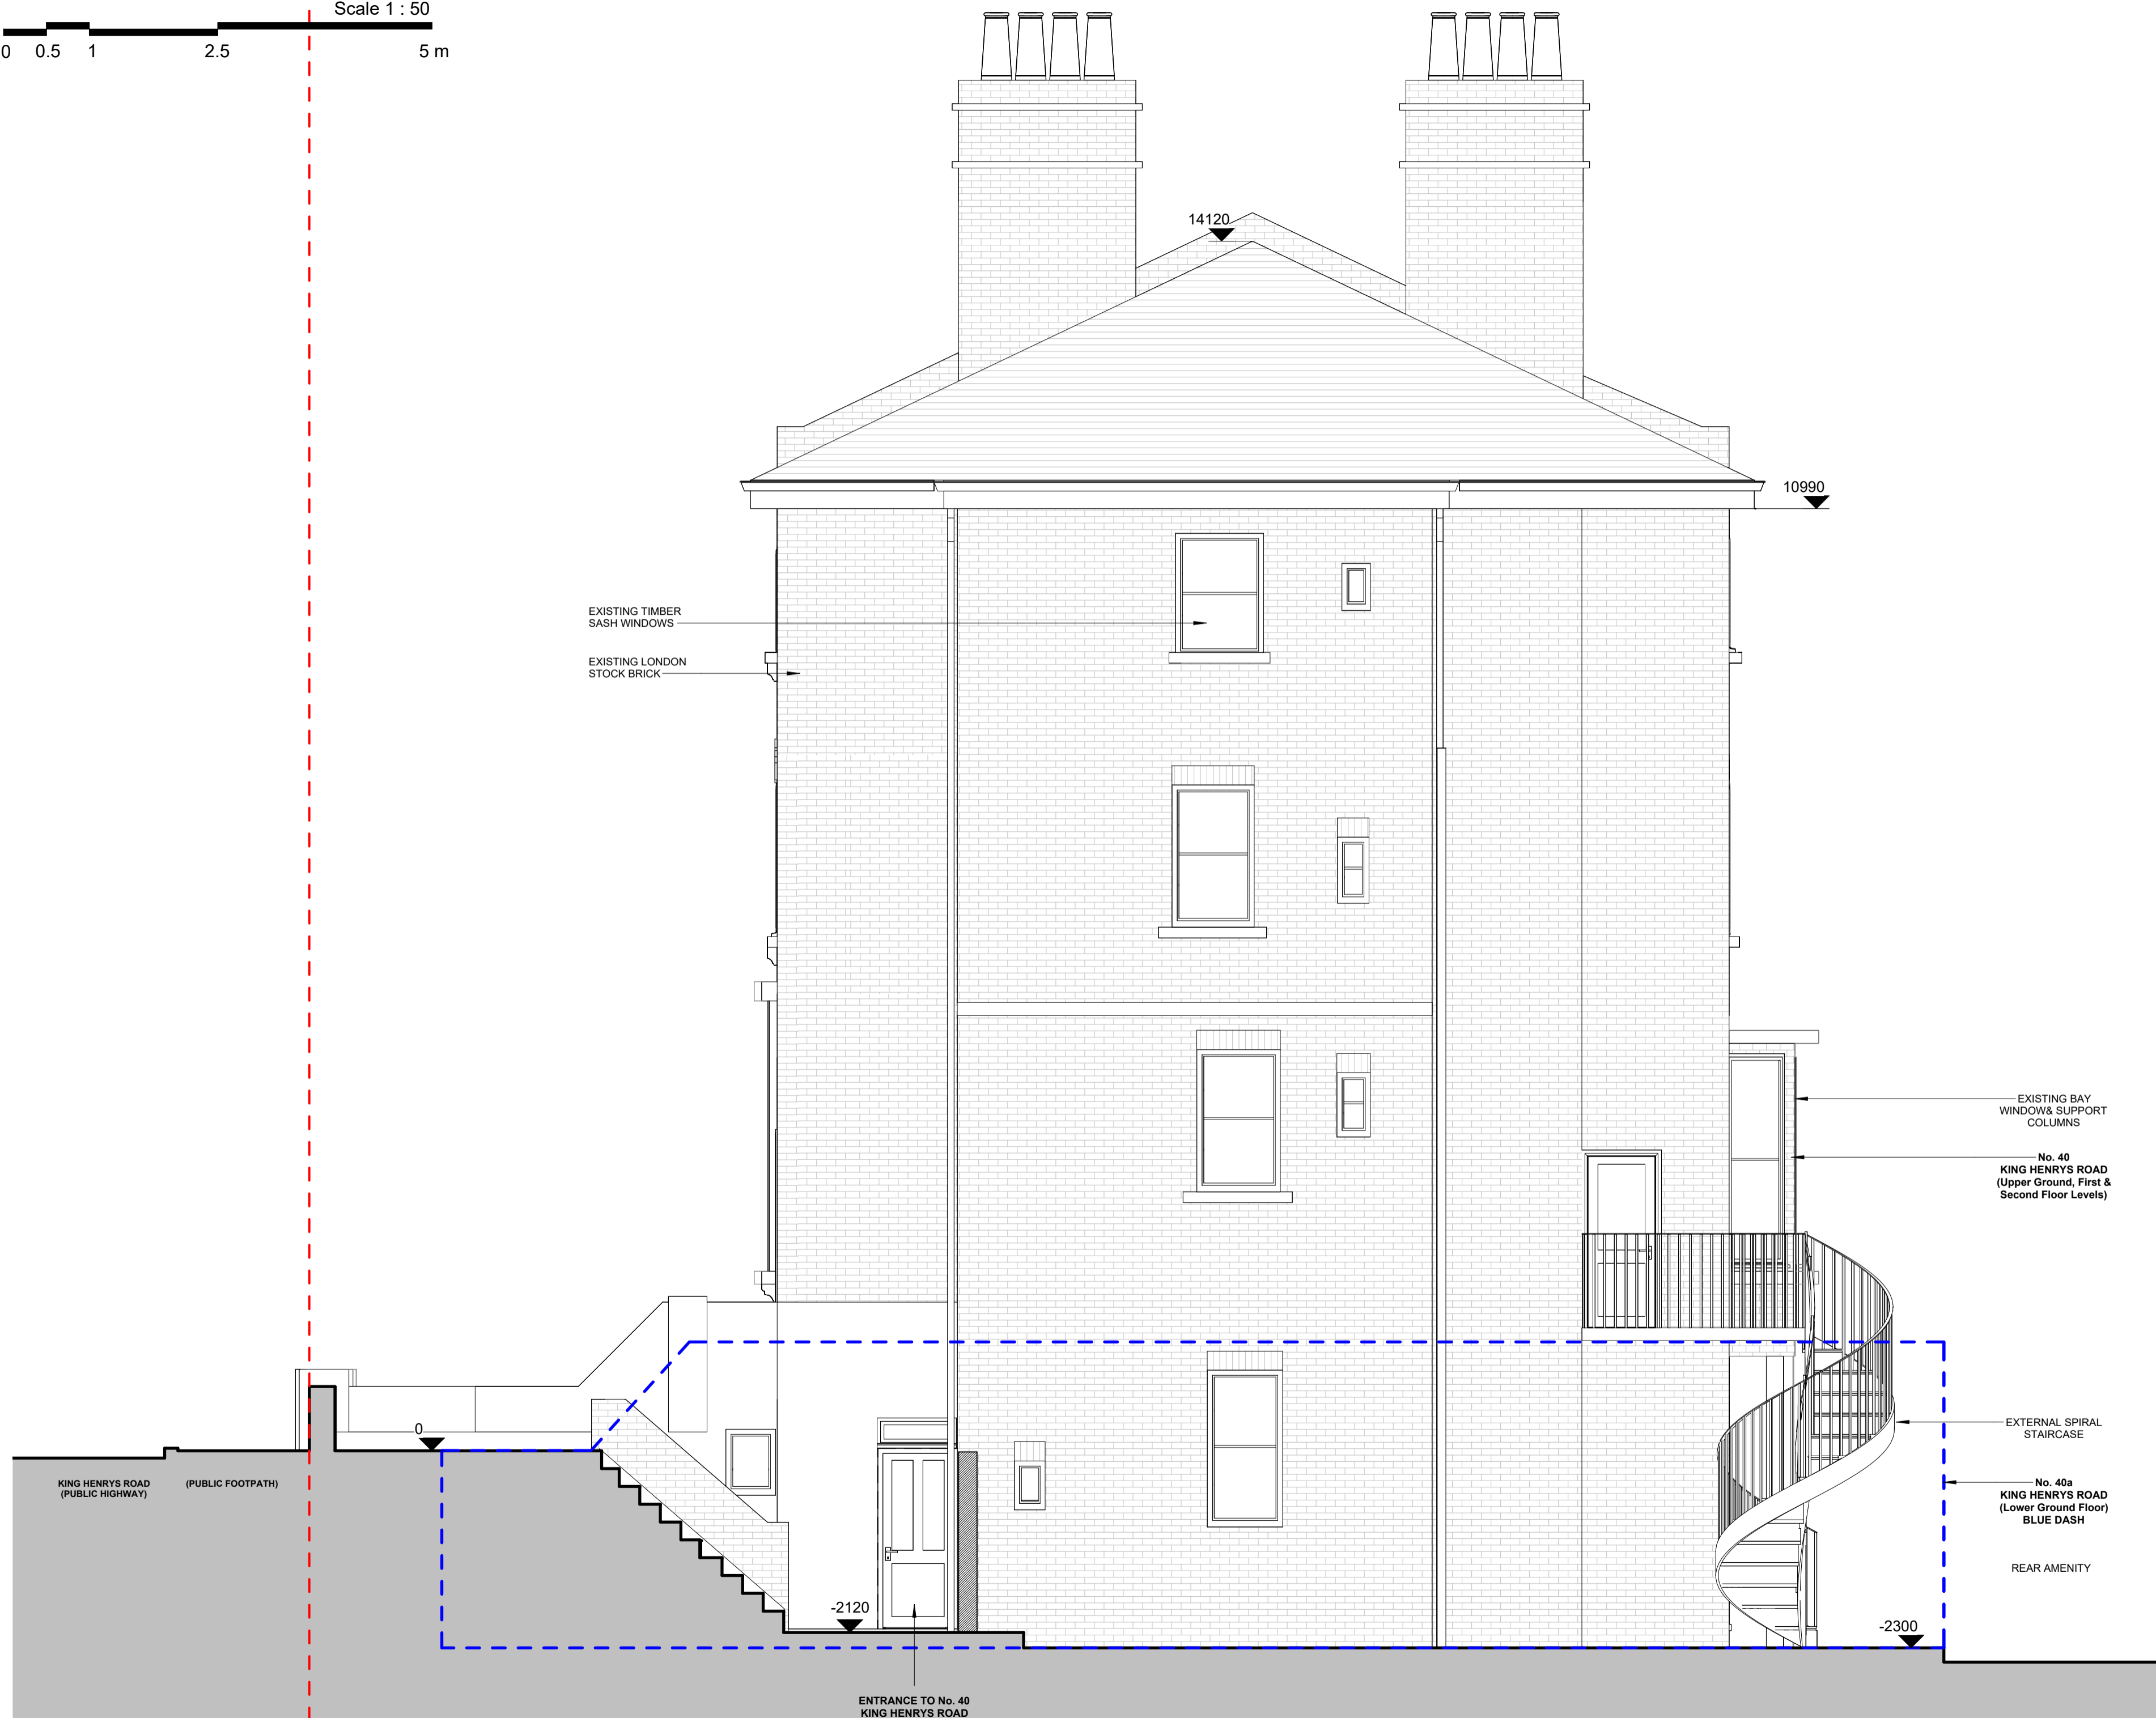 Scale 1 : 50
0 0.5 1 2.5 5 m
14120
10990
EXISTING TIMBER
SASH WINDOWS
EXISTING LONDON
STOCK BRICK
EXISTING BAY
WINDOW& SUPPORT
COLUMNS
No. 40
KING HENRYS ROAD
(Upper Ground, First &
Second Floor Levels)
EXTERNAL SPIRAL
STAIRCASE
0
KING HENRYS ROAD
(PUBLIC HIGHWAY)
(PUBLIC FOOTPATH)
No. 40a
KING HENRYS ROAD
(Lower Ground Floor)
BLUE DASH
REAR AMENITY
-2120
-2300
ENTRANCE TO No. 40
KING HENRYS ROAD